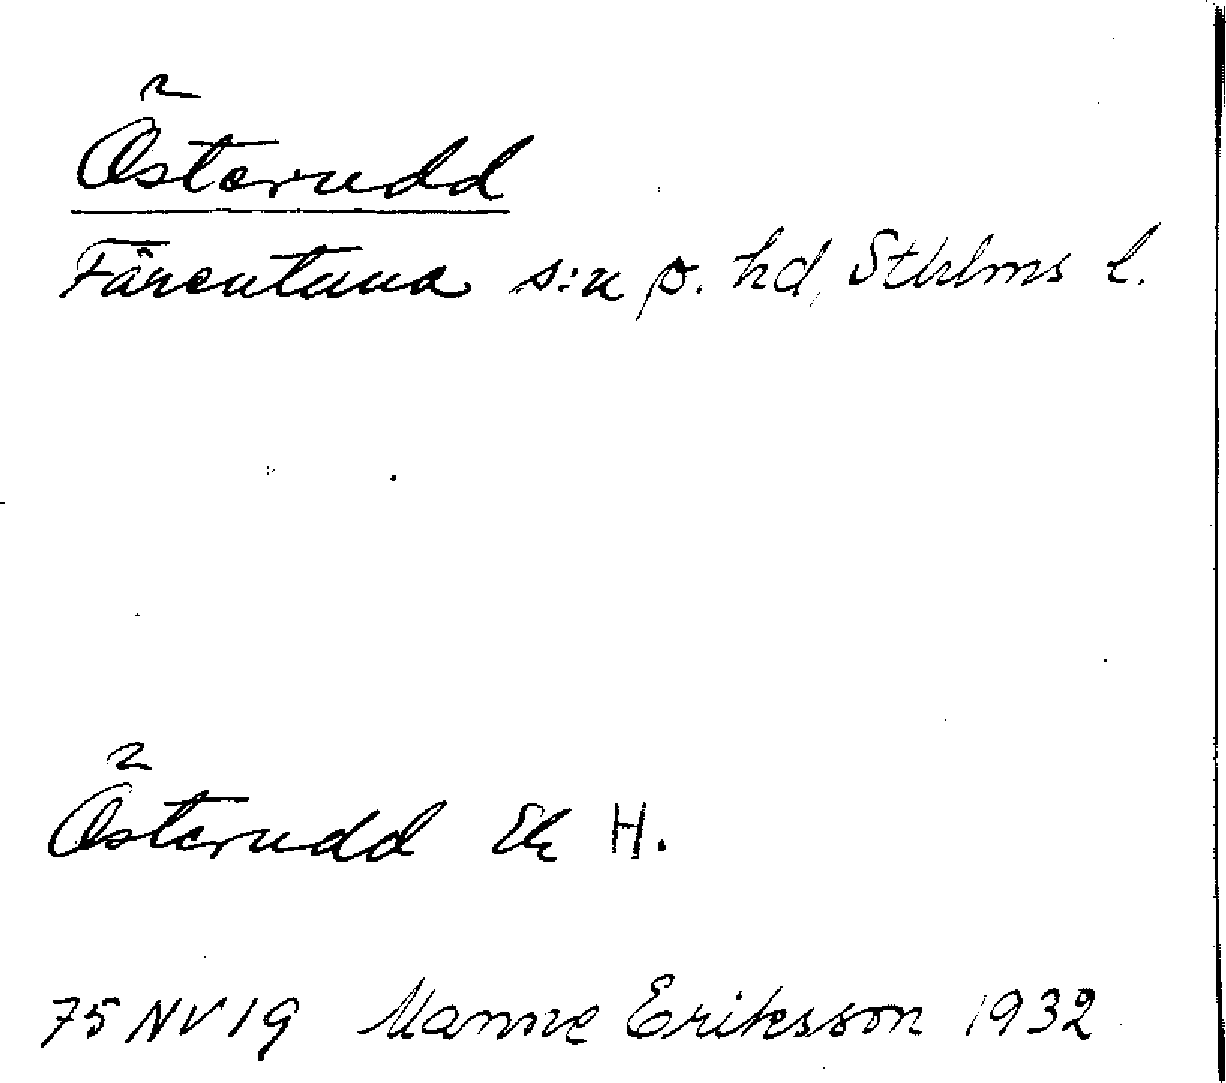 Österudd
Färentuna s:n o. hd, Sthlms l.
Österudd Ek H.
75 NV 19 Manne Eriksson 1932